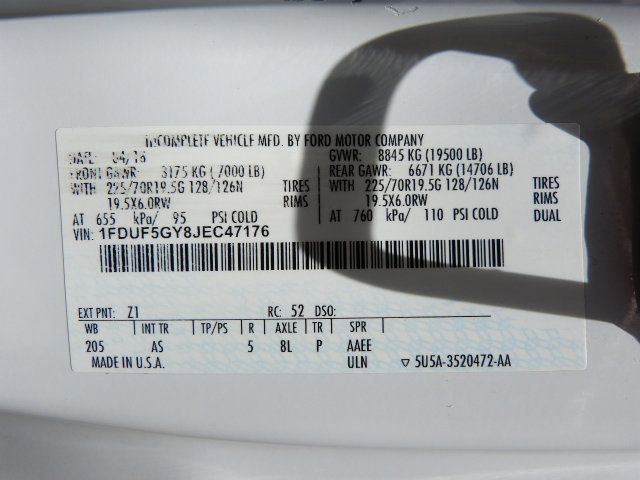 INCOMPLETE VEHICLE MFD. BY FORD MOTOR COMPANY
DATE: 04/18 GVWR: 8845 KG (19500 LB)
FRONT GAWR: 3175 KG ( 7000 LB) REAR GAWR: 6671 KG (14706 LB)
WITH 225/70R19.5G 128/126N TIRES WITH 225/70R19.5G 128/126N TIRES
19.5X6.0RW RIMS 19.5X6.0RW RIMS
AT 655 kPa/ 95 PSI COLD AT 760 kPa/ 110 PSI COLD DUAL
VIN: 1FDUF5GY8JEC47176
EXT PNT: Z1 RC: 52 DSO:
WB INT TR TP/PS R AXLE TR SPR
205 AS 5 8L P AAEE
MADE IN U.S.A. ULN ▽ 5U5A-3520472-AA